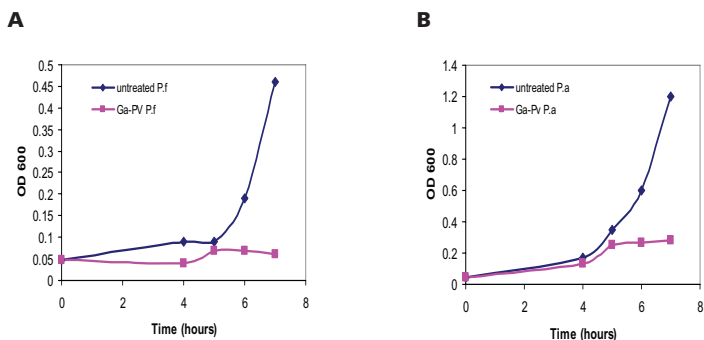 A
0.5
0.45
0.4
0.35
0.3
0.25
0.2
0.15
0.1
0.05
0
OD 600
untreated P.f
Ga-PV P.f
0 2 4 6 8
Time (hours)
B
1.4
1.2
1
0.8
0.6
0.4
0.2
0
OD 600
untreated P.a
Ga-Pv P.a
0 2 4 6 8
Time (hours)